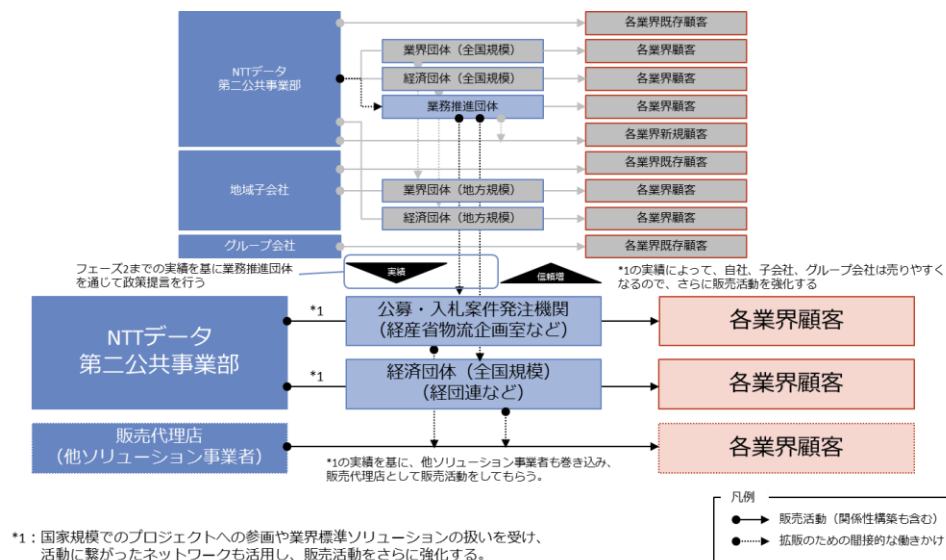 各業界既存顧客
業界団体（全国規模）
各業界顧客
NTTデータ
第二公共事業部
経済団体（全国規模）
各業界顧客
業務推進団体
各業界顧客
各業界新規顧客
各業界既存顧客
地域子会社
業界団体（地方規模）
各業界顧客
経済団体（地方規模）
各業界顧客
グループ会社
各業界既存顧客
フェーズ2までの実績を基に業務推進団体
を通じて政策提言を行う
実績
信頼増
*1の実績によって、自社、子会社、グループ会社は売りやすく
なるので、さらに販売活動を強化する
NTTデータ
第二公共事業部
*1
公募・入札案件発注機関
（経産省物流企画室など）
各業界顧客
*1
経済団体（全国規模）
（経団連など）
各業界顧客
販売代理店
（他ソリューション事業者）
各業界顧客
*1の実績を基に、他ソリューション事業者も巻き込み、
販売代理店として販売活動をしてもらう。
凡例
販売活動（関係性構築も含む）
拡販のための間接的な働きかけ
*1：国家規模でのプロジェクトへの参画や業界標準ソリューションの扱いを受け、
活動に繋がったネットワークも活用し、販売活動をさらに強化する。